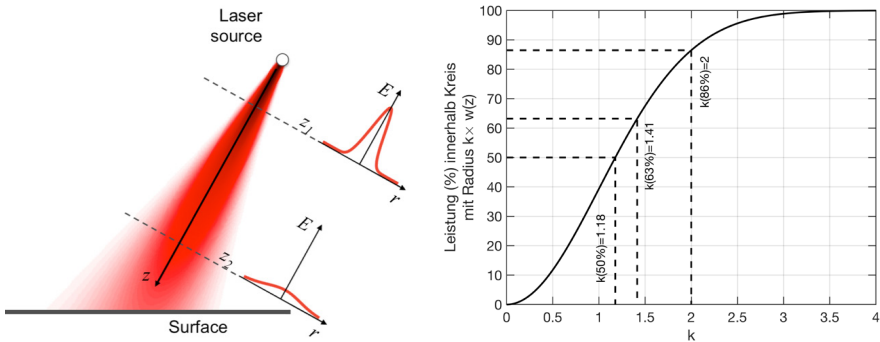 Laser
source
E
z1
r
E
z2
z
r
Surface
Leistung (%) innerhalb Kreis
mit Radius k× w(z)
100
90
80
70
60
50
40
30
20
10
0
k(50%)=1.18
k(63%)=1.41
k(86%)=2
0 0.5 1 1.5 2 2.5 3 3.5 4
k